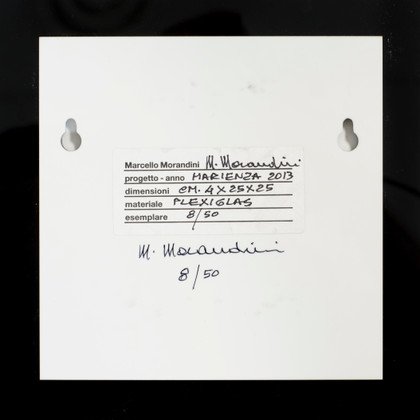 Marcello Morandini M. Morandini
progetto - anno MARIENZA 2013
dimensioni CM. 4X25X25
materiale PLEXIGLAS
esemplare 8/50
M. Morandini
8/50